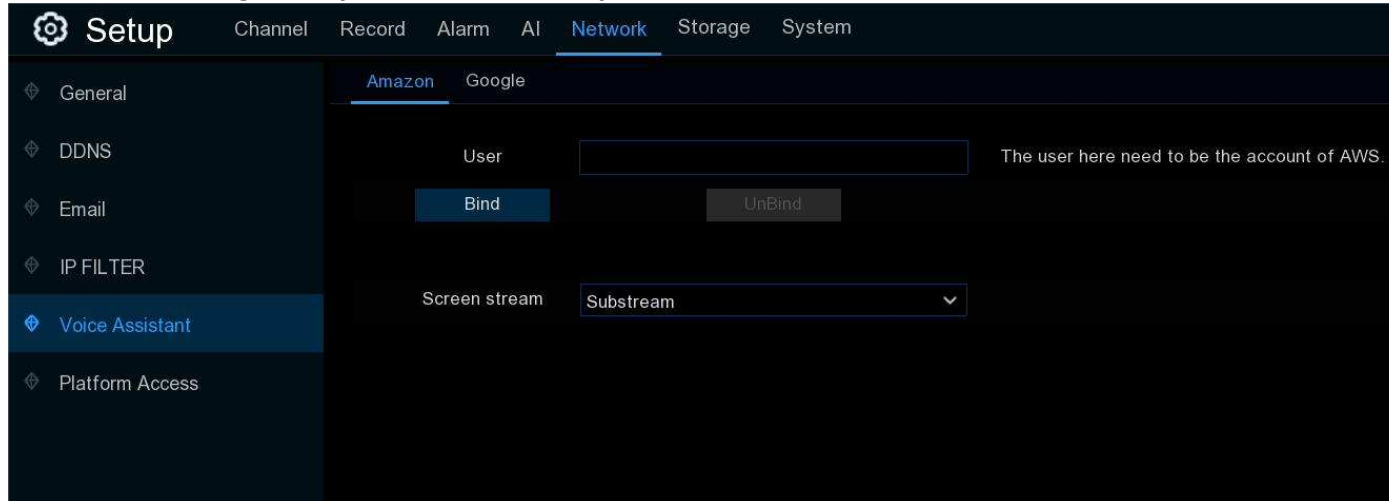 Setup Channel Record Alarm AI Network Storage System
Amazon Google
General
DDNS
Email
IP FILTER
Voice Assistant
Platform Access
User The user here need to be the account of AWS.
Bind UnBind
Screen stream Substream